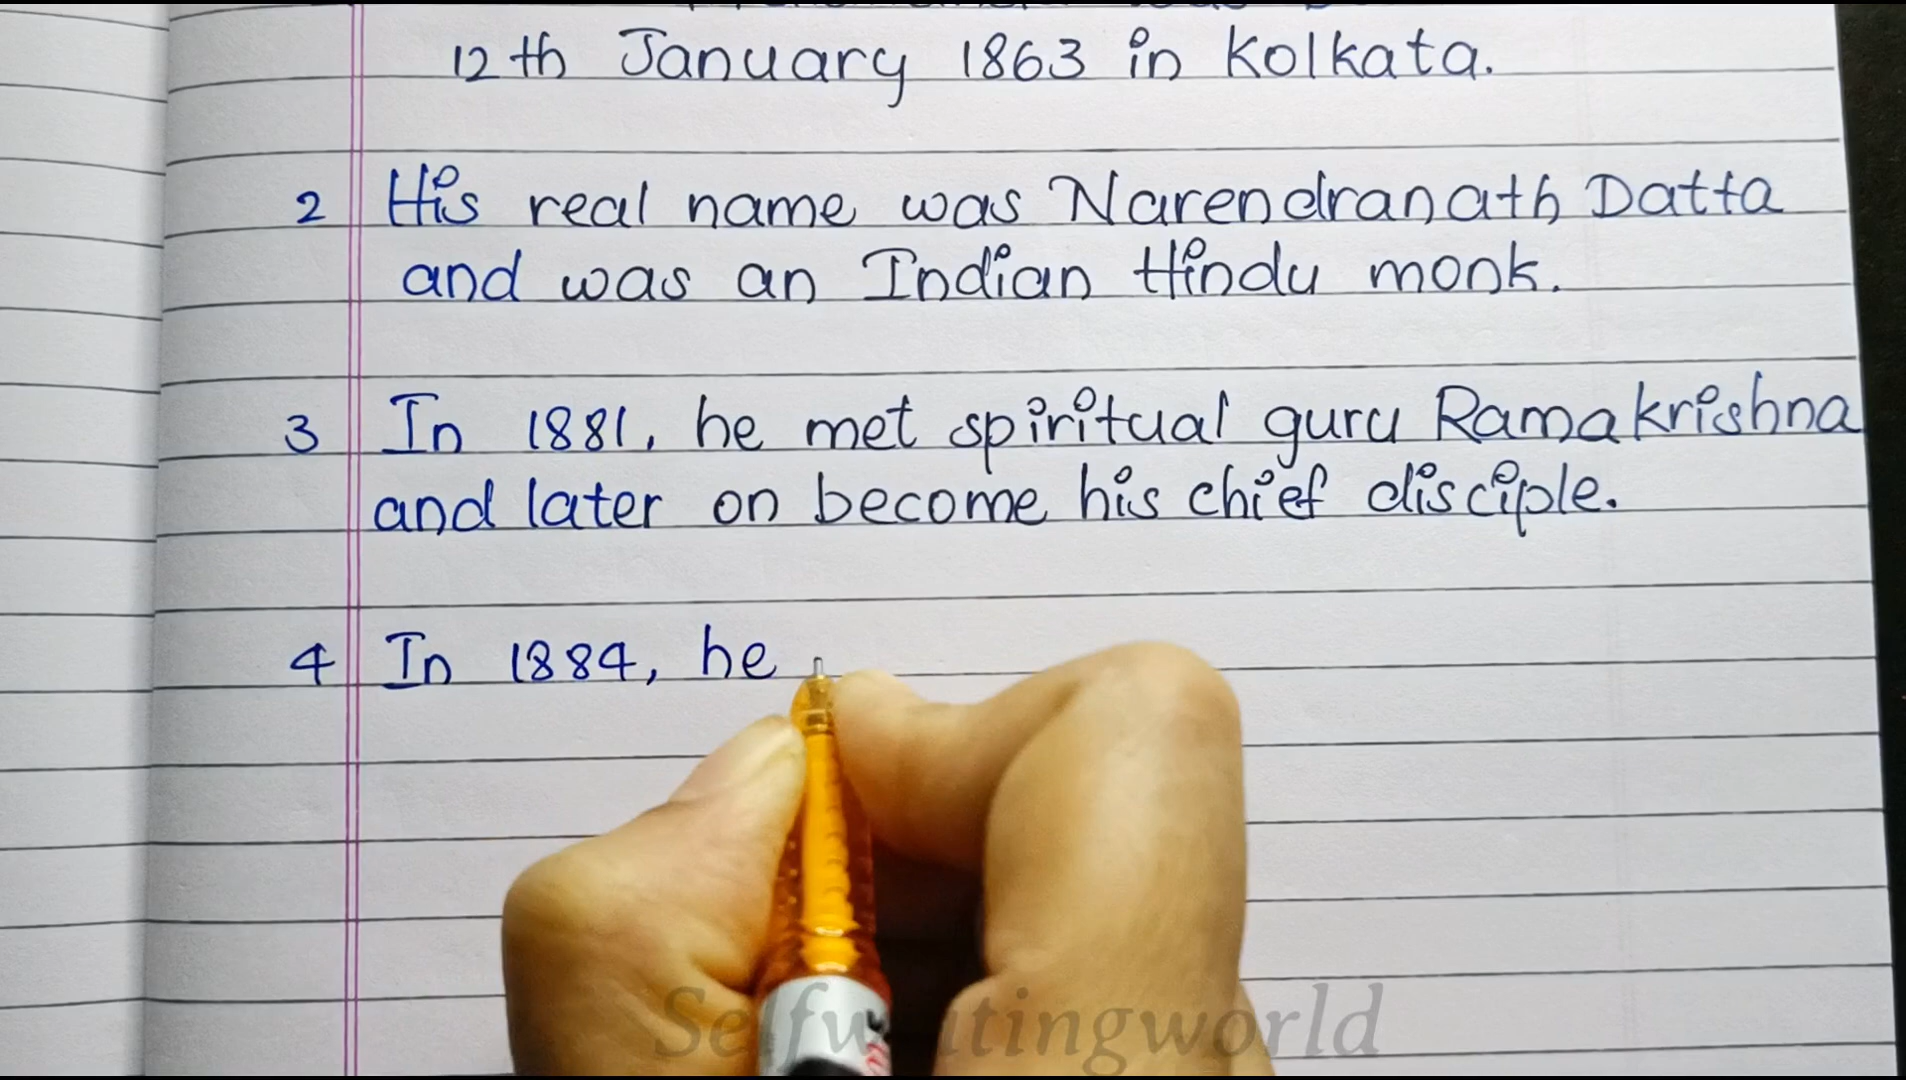 12th January 1863 in Kolkata.
2 His real name was Narendranath Datta
and was an Indian Hindu monk.
3 In 1881, he met spiritual guru Ramakrishna
and later on become his chief disciple.
4 In 1884, he